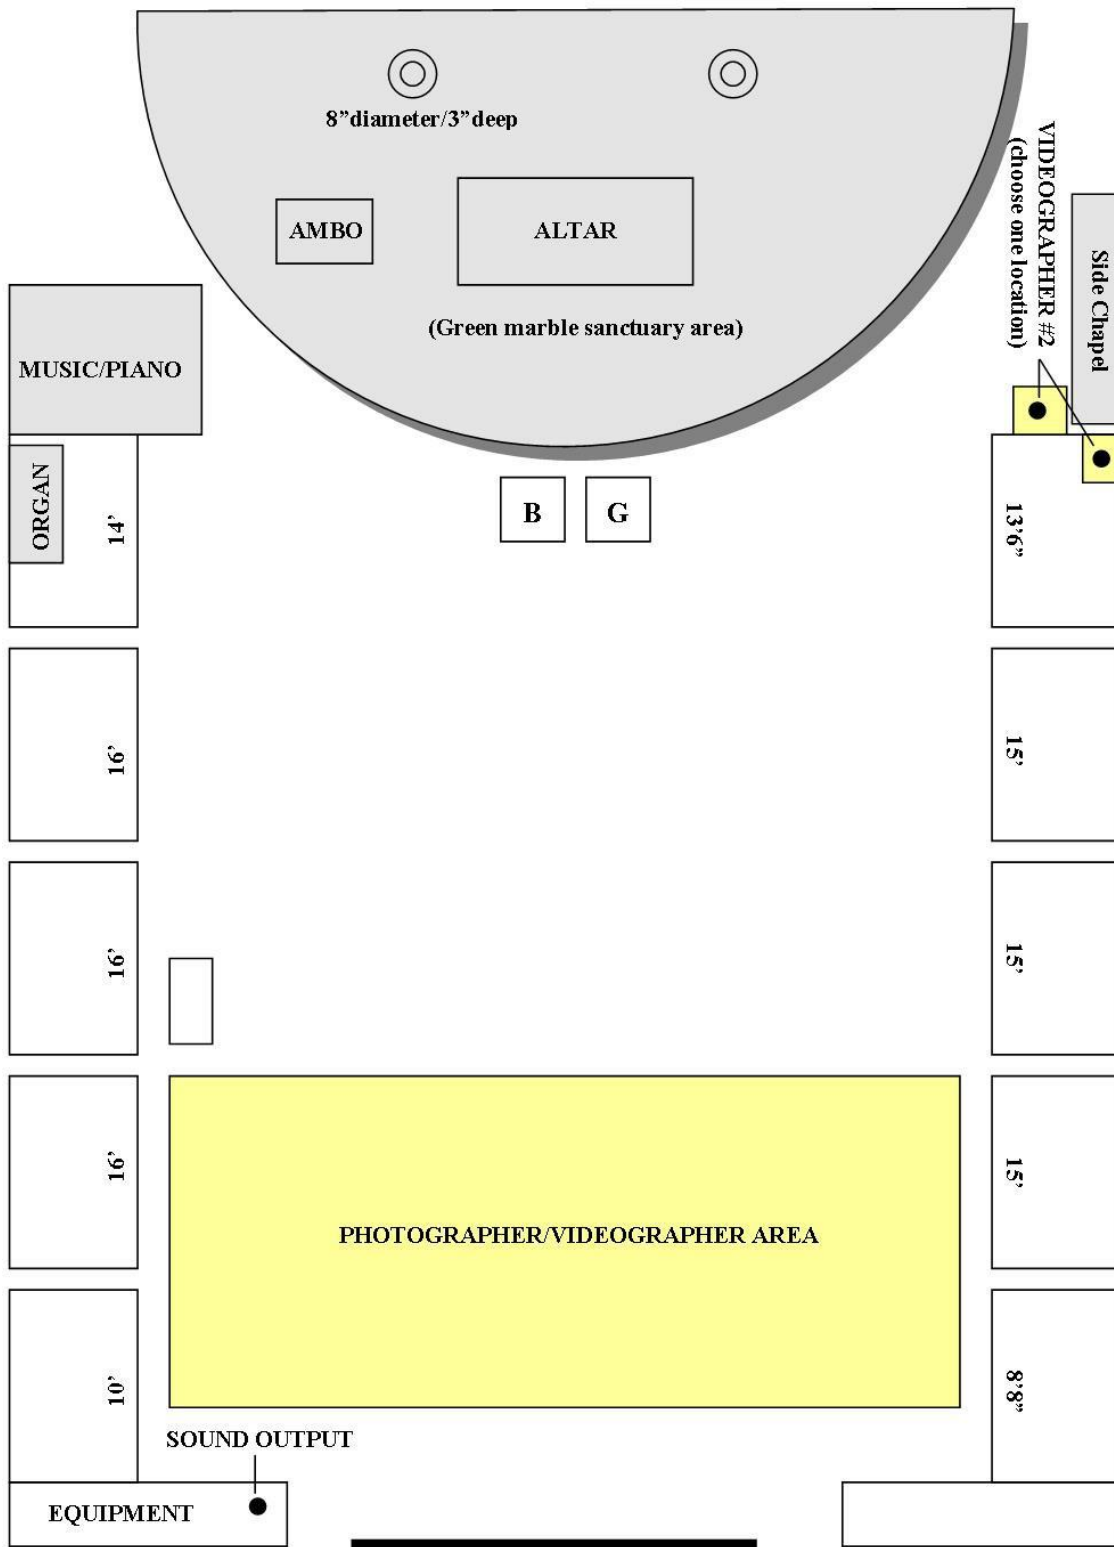 8”diameter/3”deep
VIDEOGRAPHER #2
(choose one location)
AMBO
ALTAR
Side Chapel
(Green marble sanctuary area)
MUSIC/PIANO
ORGAN
14’
B
G
13’6”
16’
15’
16’
15’
16’
15’
PHOTOGRAPHER/VIDEOGRAPHER AREA
10’
8’8”
SOUND OUTPUT
EQUIPMENT